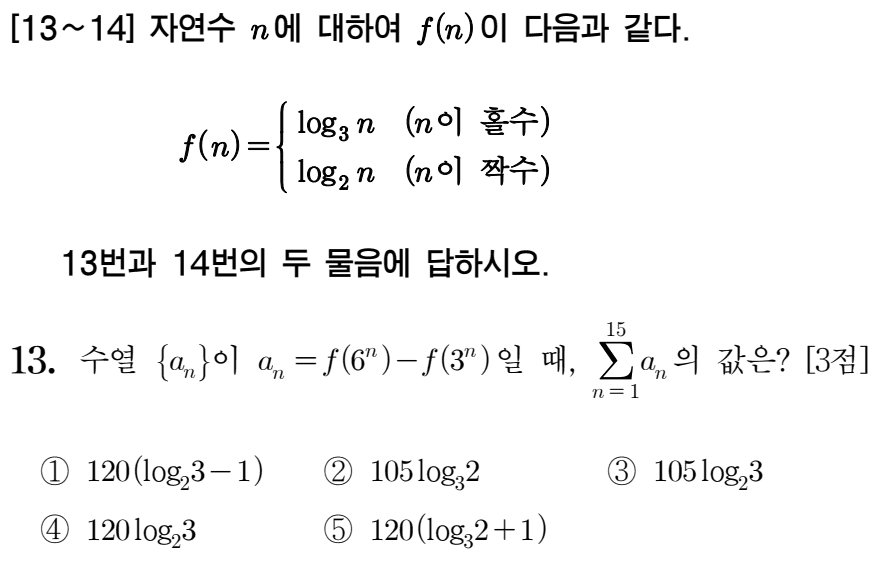 [13~14] 자연수 n에 대하여 f(n)이 다음과 같다.
f(n)={ log₃ n (n이 홀수)
log₂ n (n이 짝수)
13번과 14번의 두 물음에 답하시오.
13. 수열 {aₙ}이 aₙ=f(6ⁿ)-f(3ⁿ)일 때, ∑ₙ₌₁¹⁵ aₙ의 값은? [3점]
① 120(log₂3-1) ② 105log₃2 ③ 105log₂3
④ 120log₂3 ⑤ 120(log₃2+1)